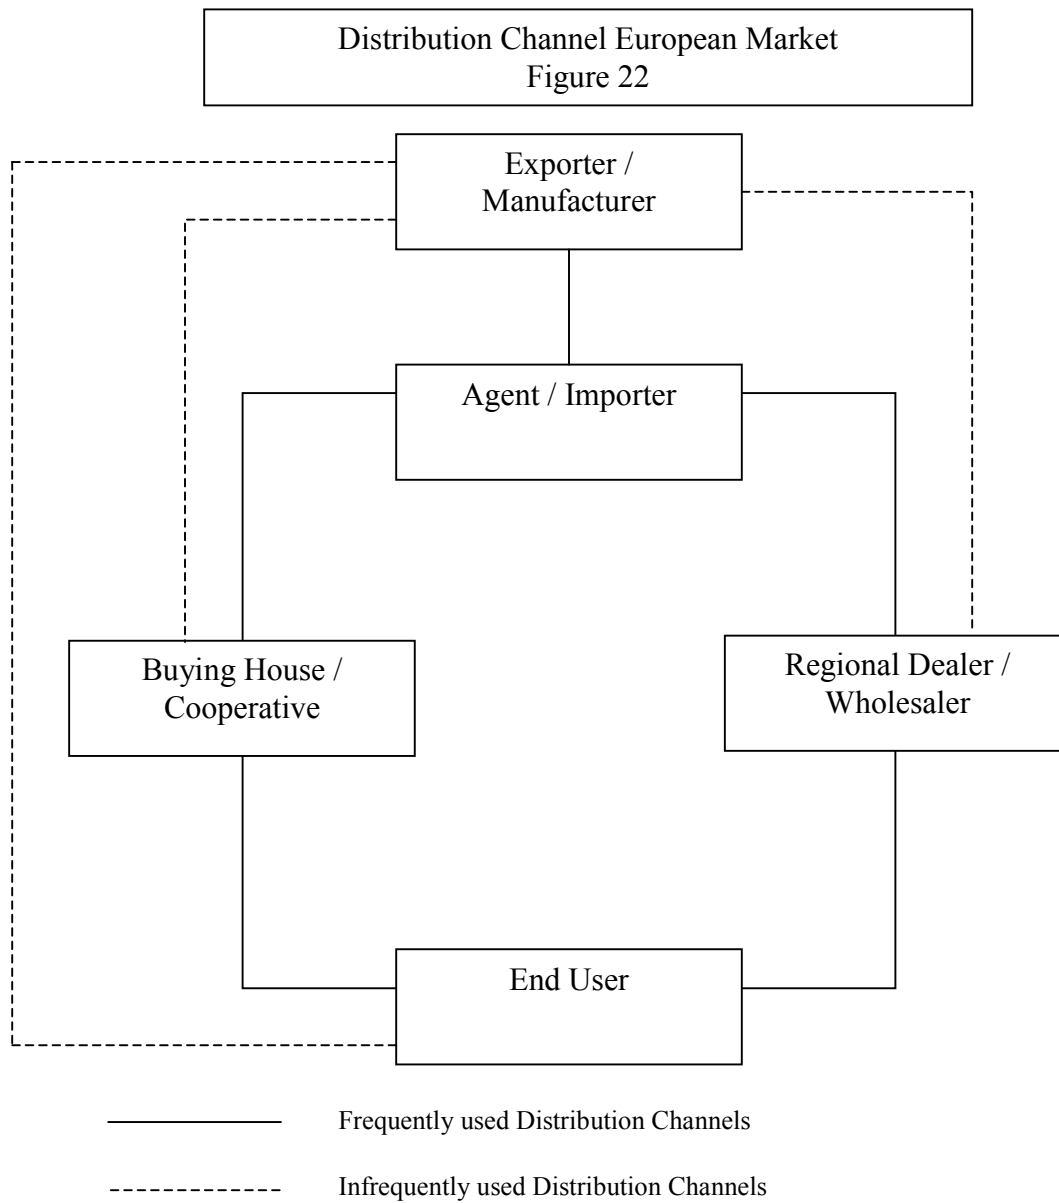 Distribution Channel European Market
Figure 22
Exporter /
Manufacturer
Agent / Importer
Buying House /
Cooperative
Regional Dealer /
Wholesaler
End User
Frequently used Distribution Channels
Infrequently used Distribution Channels